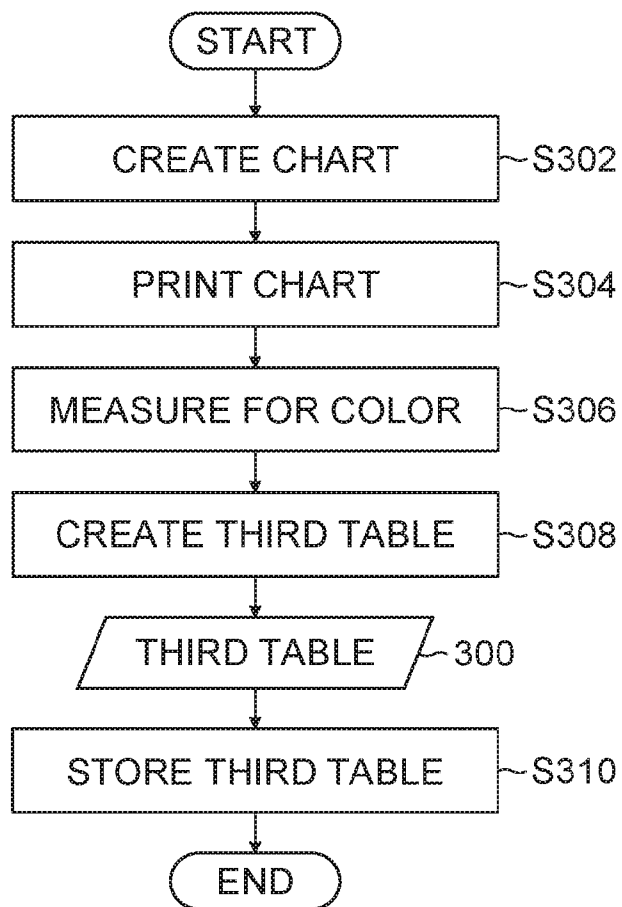 START
CREATE CHART S302
PRINT CHART S304
MEASURE FOR COLOR S306
CREATE THIRD TABLE S308
THIRD TABLE 300
STORE THIRD TABLE S310
END